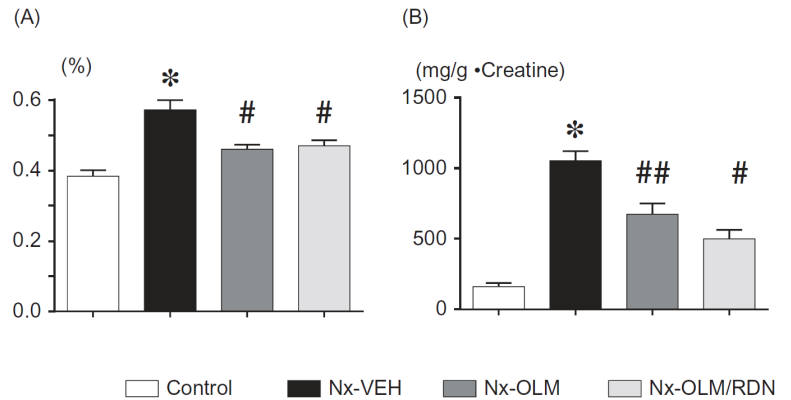 (A)
(%)
*
#
#
0.6
0.4
0.2
0.0
(B)
(mg/g •Creatine)
1500
*
##
#
1000
500
0
Control
Nx-VEH
Nx-OLM
Nx-OLM/RDN